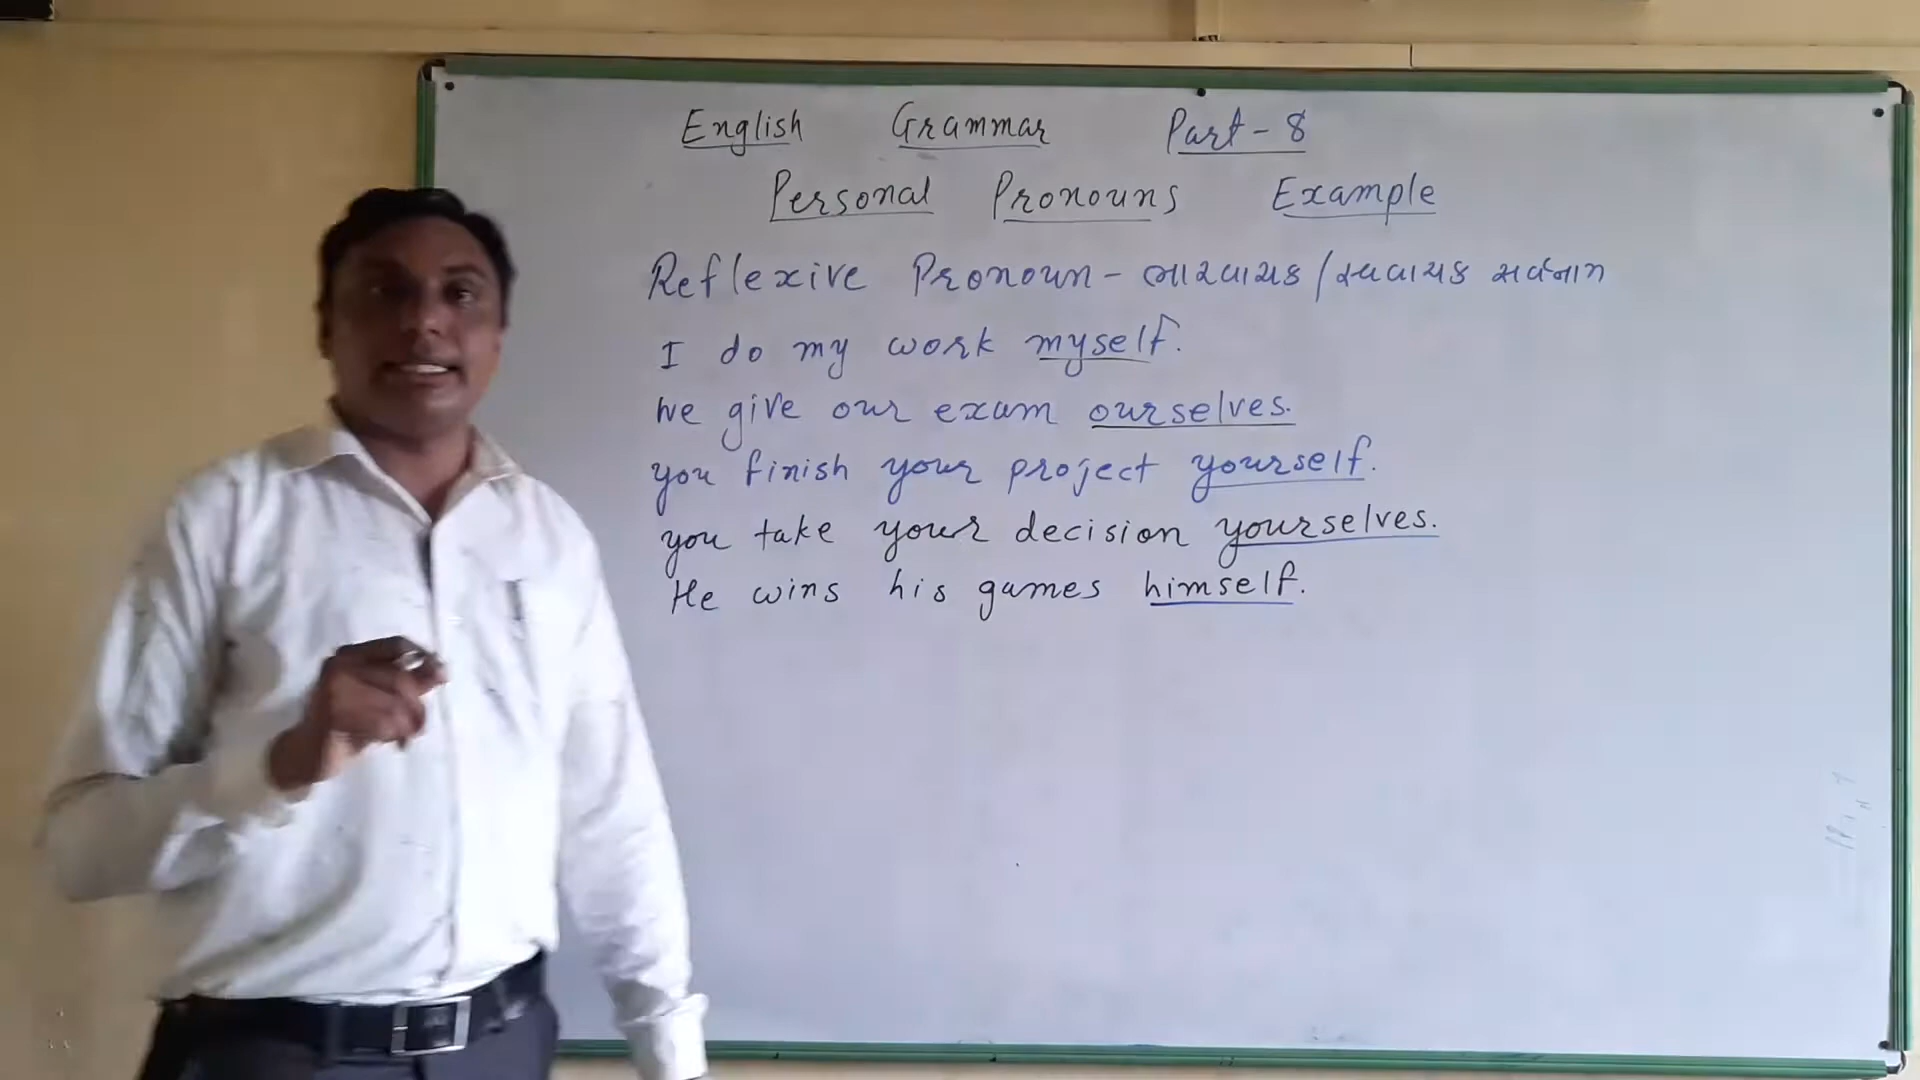 English Grammar Part-8
Personal Pronouns Example
Reflexive Pronoun - ભારવાચક / સ્વવાચક સર્વનામ
I do my work myself.
We give our exam ourselves.
you finish your project yourself.
you take your decision yourselves.
He wins his games himself.